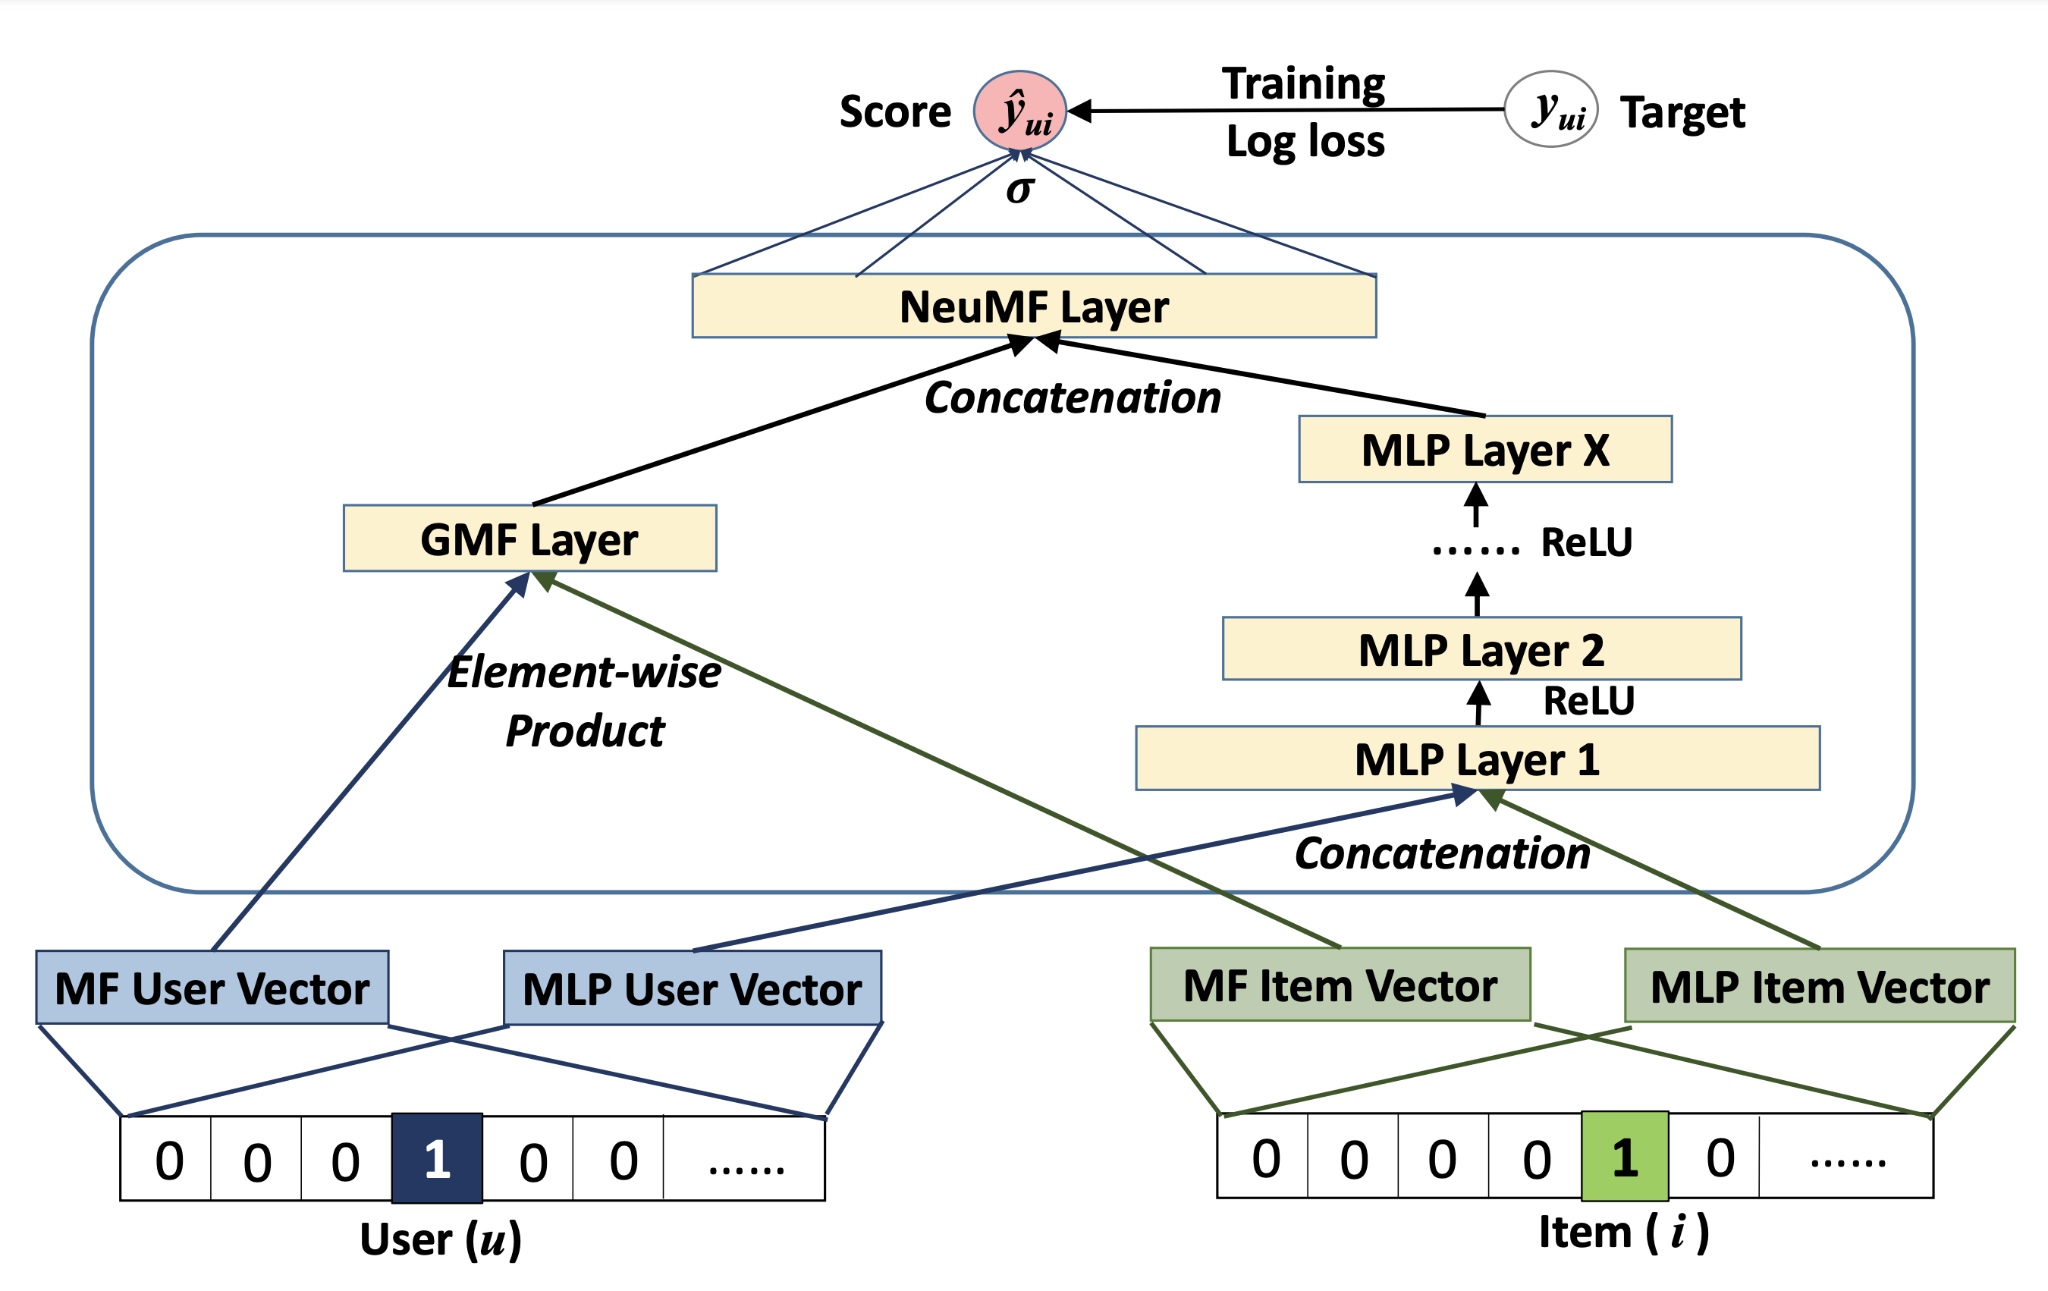 Score
ŷui
Training
Log loss
yui
Target
σ
NeuMF Layer
Concatenation
MLP Layer X
GMF Layer
...... ReLU
Element-wise
Product
MLP Layer 2
ReLU
MLP Layer 1
Concatenation
MF User Vector
MLP User Vector
MF Item Vector
MLP Item Vector
0 0 0 1 0 0 ......
0 0 0 0 1 0 ......
User (u)
Item ( i )